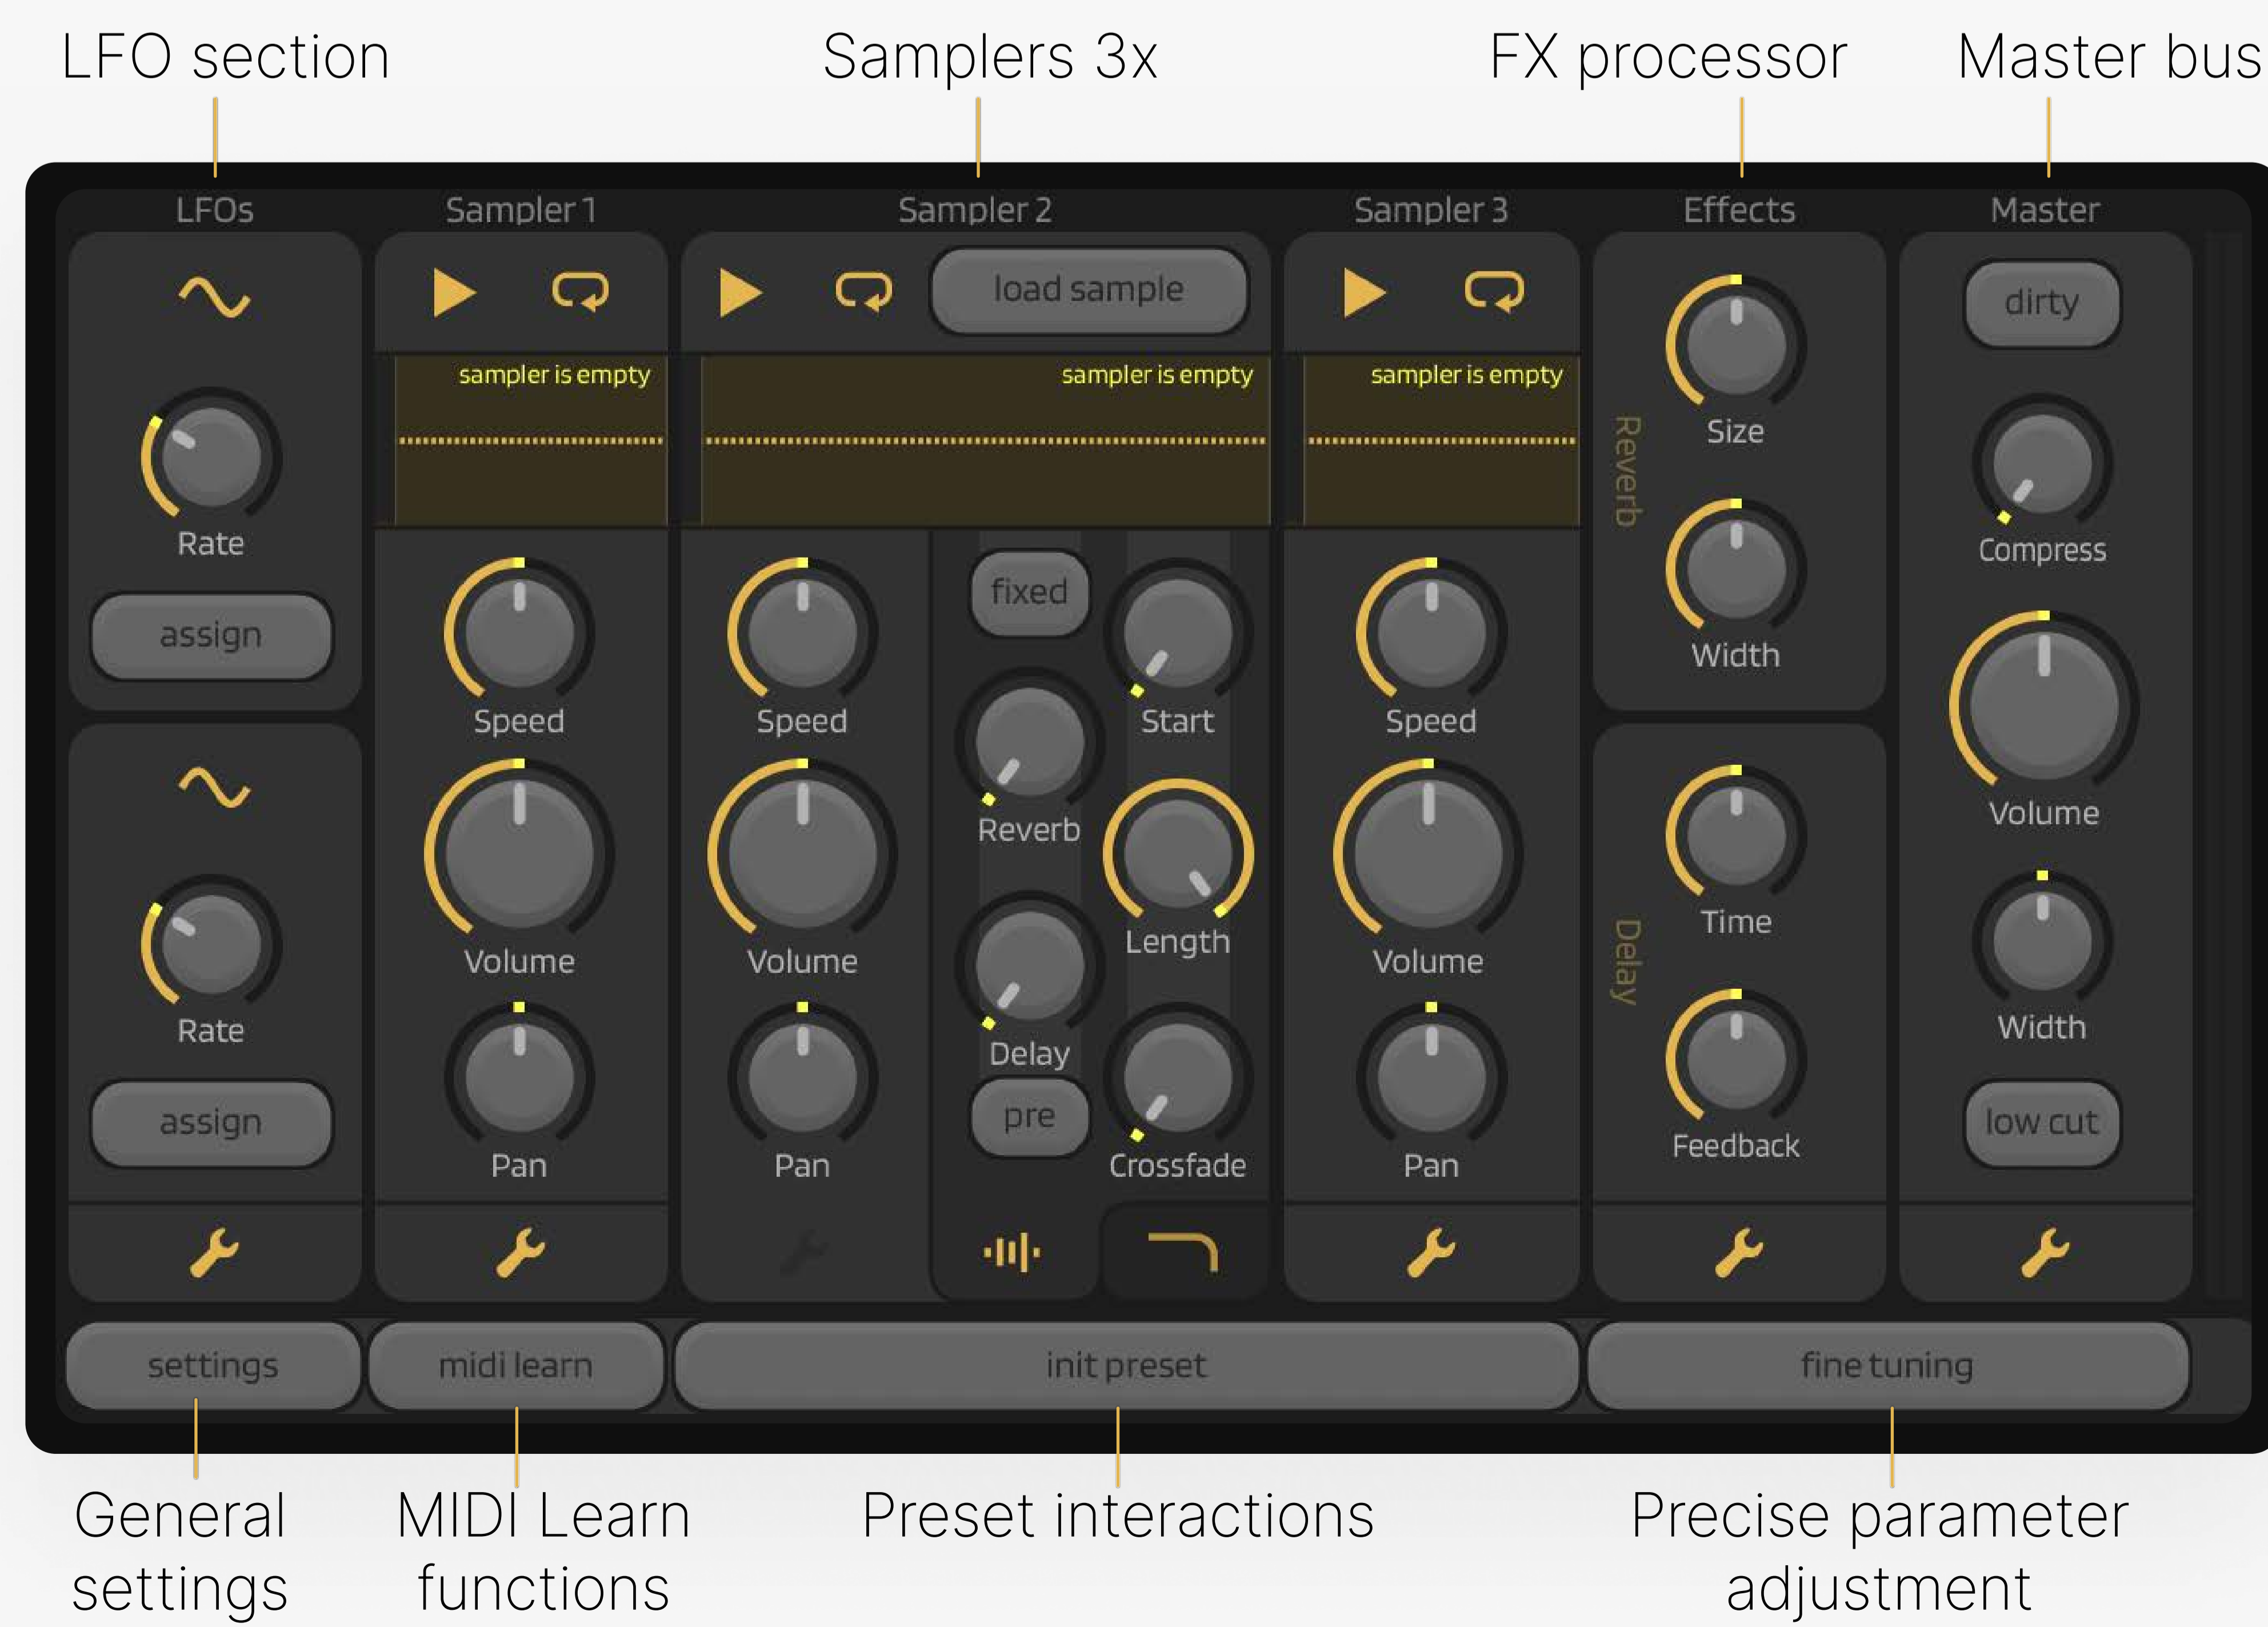 LFO section
Samplers 3x
FX processor
Master bus
LFOs
Sampler 1
Sampler 2
Sampler 3
Effects
Master
load sample
dirty
sampler is empty
sampler is empty
sampler is empty
Rate
assign
Rate
assign
Speed
Volume
Pan
Speed
Volume
Pan
fixed
Reverb
Delay
pre
Start
Length
Crossfade
Speed
Volume
Pan
Reverb
Size
Width
Delay
Time
Feedback
Compress
Volume
Width
low cut
settings
midi learn
init preset
fine tuning
General
settings
MIDI Learn
functions
Preset interactions
Precise parameter
adjustment